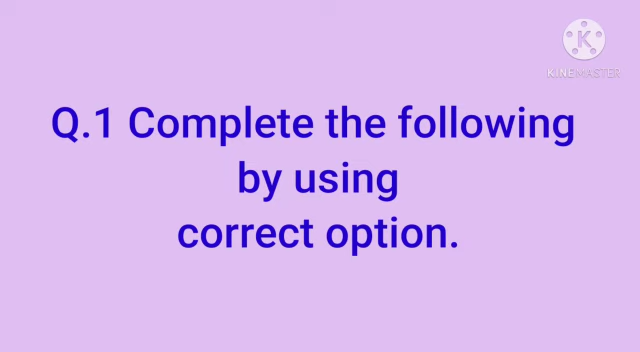 K
KINEMASTER
Q.1 Complete the following
by using
correct option.